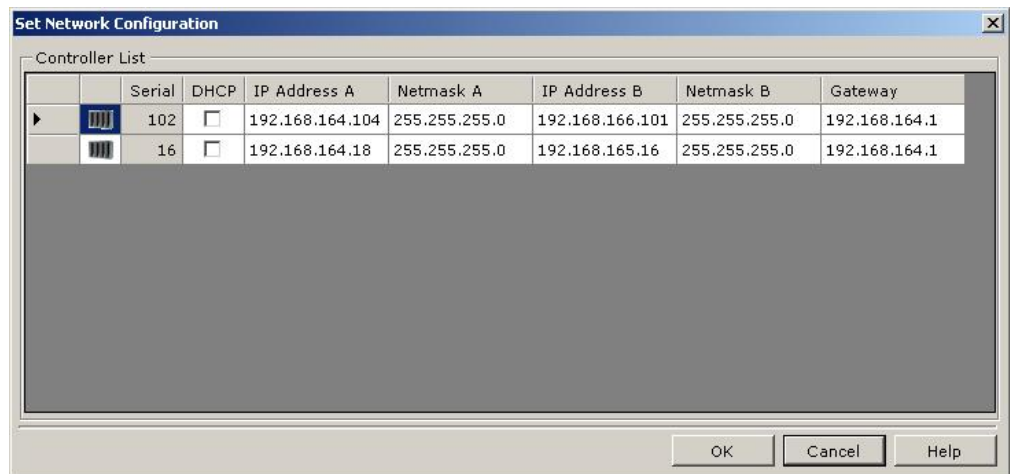 Set Network Configuration
Controller List
Serial DHCP IP Address A Netmask A IP Address B Netmask B Gateway
102 192.168.164.104 255.255.255.0 192.168.166.101 255.255.255.0 192.168.164.1
16 192.168.164.18 255.255.255.0 192.168.165.16 255.255.255.0 192.168.164.1
OK Cancel Help